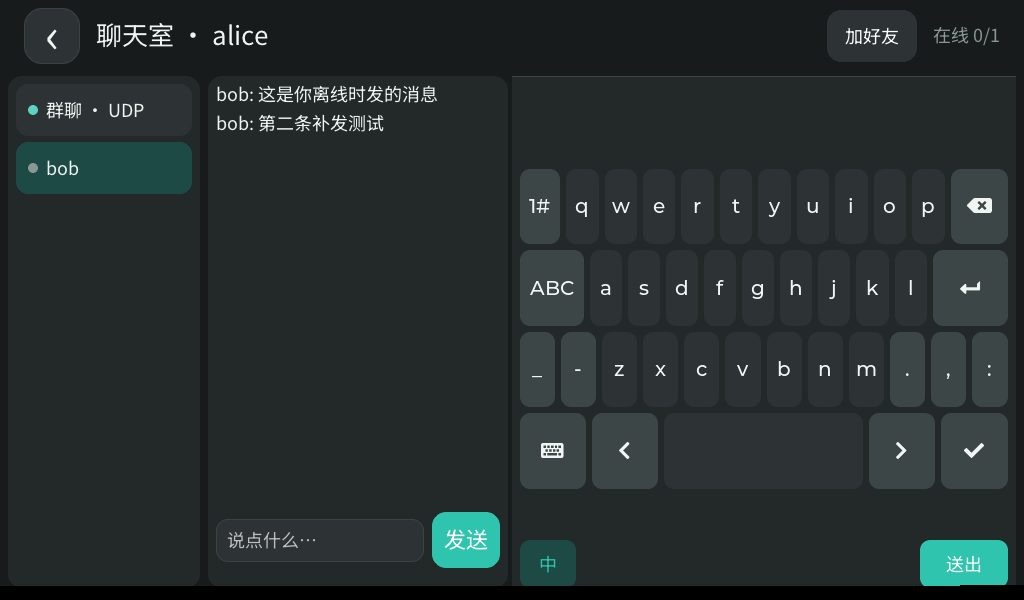 聊天室 · alice
加好友
在线 0/1
群聊 · UDP
bob
bob: 这是你离线时发的消息
bob: 第二条补发测试
说点什么…
发送
1# q w e r t y u i o p
ABC a s d f g h j k l
_ - z x c v b n m . , :
中
送出